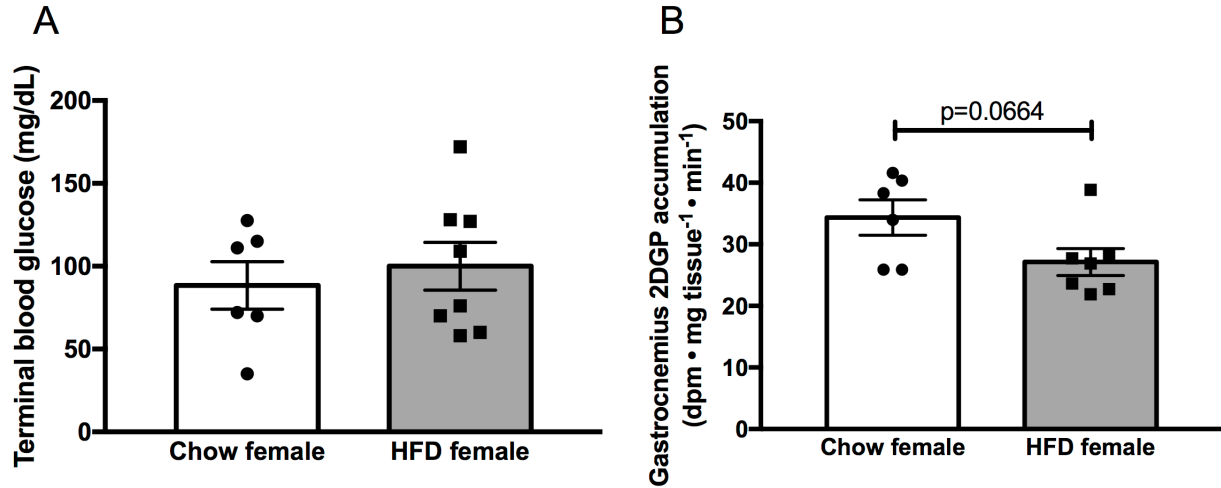 A
Terminal blood glucose (mg/dL)
200
150
100
50
0
Chow female
HFD female
B
Gastrocnemius 2DGP accumulation
(dpm • mg tissue⁻¹ • min⁻¹)
p=0.0664
50
40
30
20
10
0
Chow female
HFD female